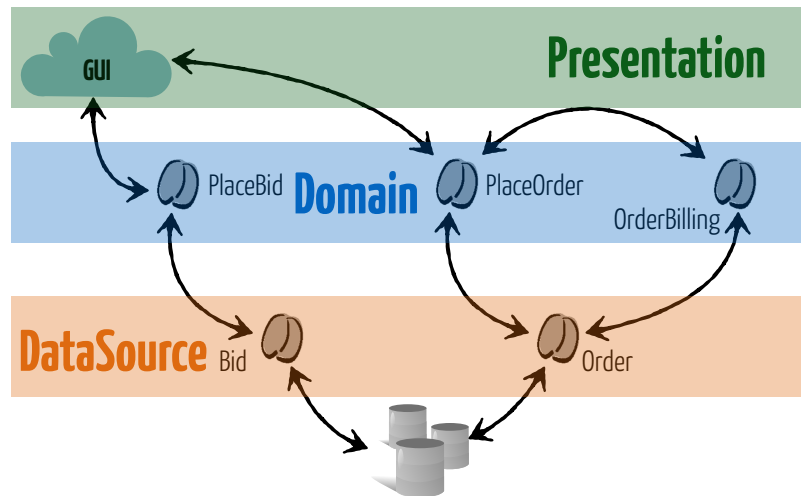 GUI
Presentation
PlaceBid
Domain
PlaceOrder
OrderBilling
DataSource
Bid
Order